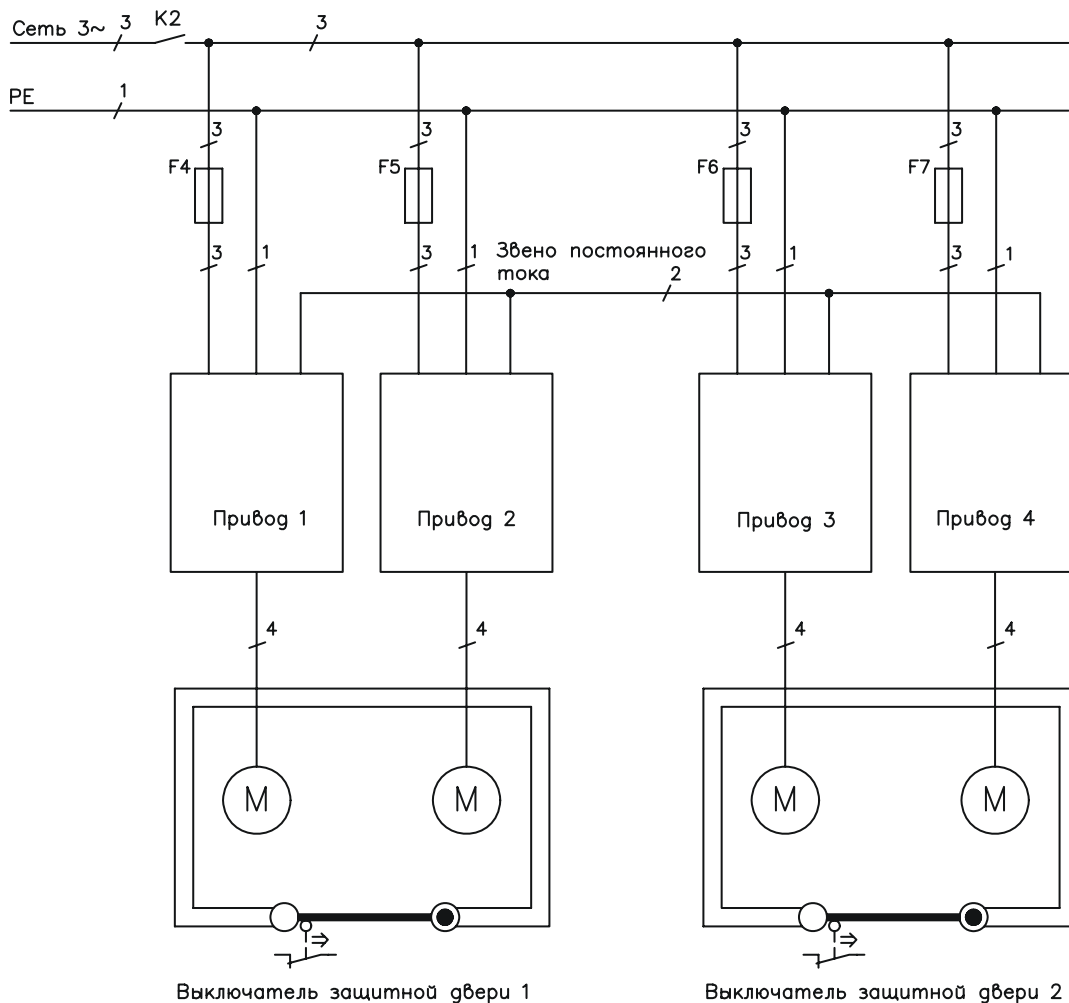 Сеть 3~ 3 K2 3
PE 1
3 3 3 3
F4 F5 F6 F7
3 1 3 1 Звено постоянного 3 1 3 1
тока 2
Привод 1 Привод 2 Привод 3 Привод 4
4 4 4 4
M M M M
Выключатель защитной двери 1 Выключатель защитной двери 2